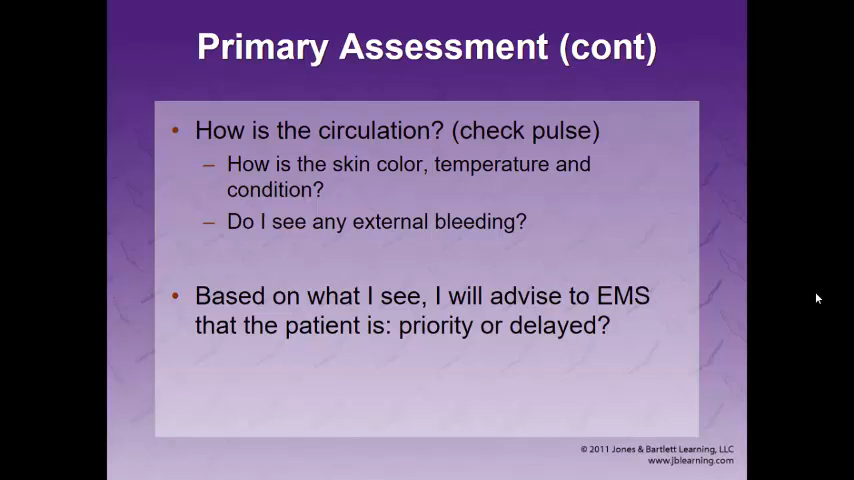 Primary Assessment (cont)
• How is the circulation? (check pulse)
– How is the skin color, temperature and
condition?
– Do I see any external bleeding?
• Based on what I see, I will advise to EMS
that the patient is: priority or delayed?
© 2011 Jones & Bartlett Learning, LLC
www.jblearning.com